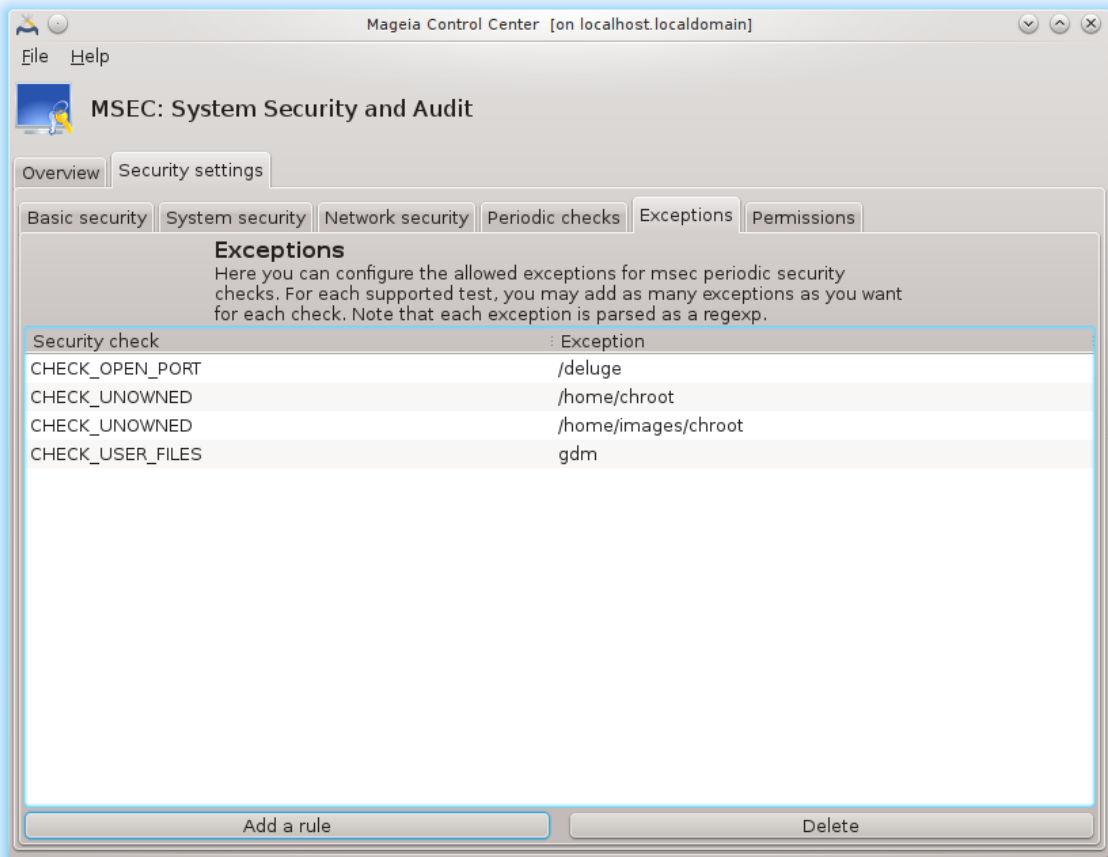 Mageia Control Center [on localhost.localdomain]
File Help
MSEC: System Security and Audit
Overview Security settings
Basic security System security Network security Periodic checks Exceptions Permissions
Exceptions
Here you can configure the allowed exceptions for msec periodic security
checks. For each supported test, you may add as many exceptions as you want
for each check. Note that each exception is parsed as a regexp.
Security check Exception
CHECK_OPEN_PORT /deluge
CHECK_UNOWNED /home/chroot
CHECK_UNOWNED /home/images/chroot
CHECK_USER_FILES gdm
Add a rule Delete